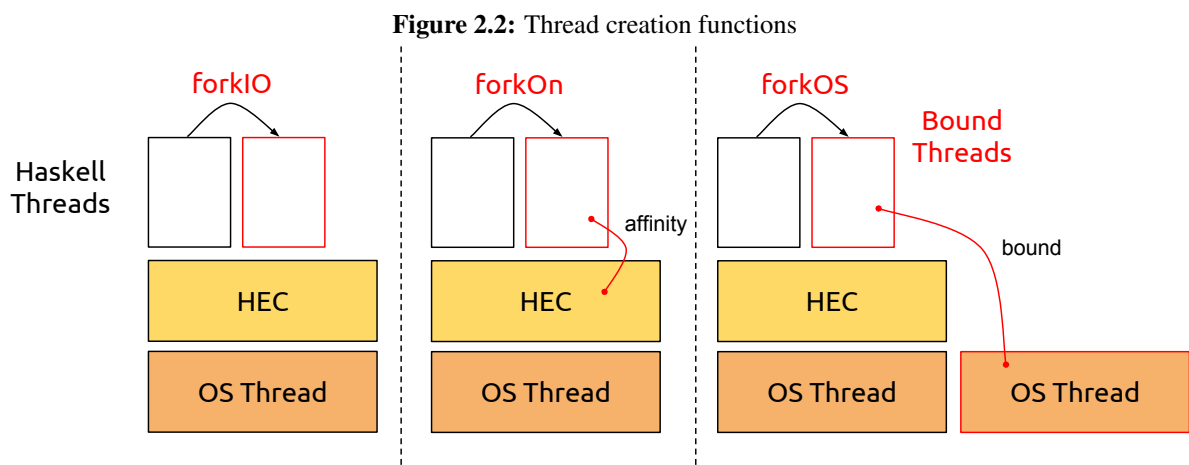 Figure 2.2: Thread creation functions
forkIO
forkOn
forkOS
Haskell
Threads
Bound
Threads
affinity
bound
HEC
HEC
HEC
OS Thread
OS Thread
OS Thread
OS Thread